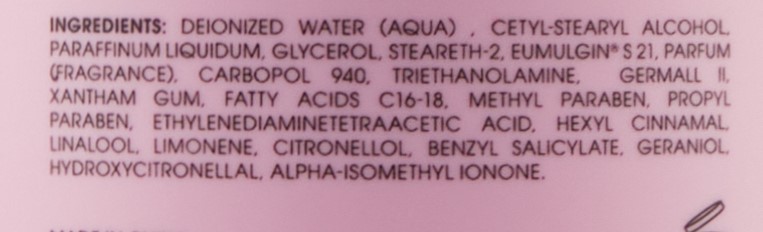 INGREDIENTS: DEIONIZED WATER (AQUA) , CETYL-STEARYL ALCOHOL,
PARAFFINUM LIQUIDUM, GLYCEROL, STEARETH-2, EUMULGIN® S 21, PARFUM
(FRAGRANCE), CARBOPOL 940, TRIETHANOLAMINE, GERMALL II,
XANTHAM GUM, FATTY ACIDS C16-18, METHYL PARABEN, PROPYL
PARABEN, ETHYLENEDIAMINETETRAACETIC ACID, HEXYL CINNAMAL,
LINALOOL, LIMONENE, CITRONELLOL, BENZYL SALICYLATE, GERANIOL,
HYDROXYCITRONELLAL, ALPHA-ISOMETHYL IONONE.